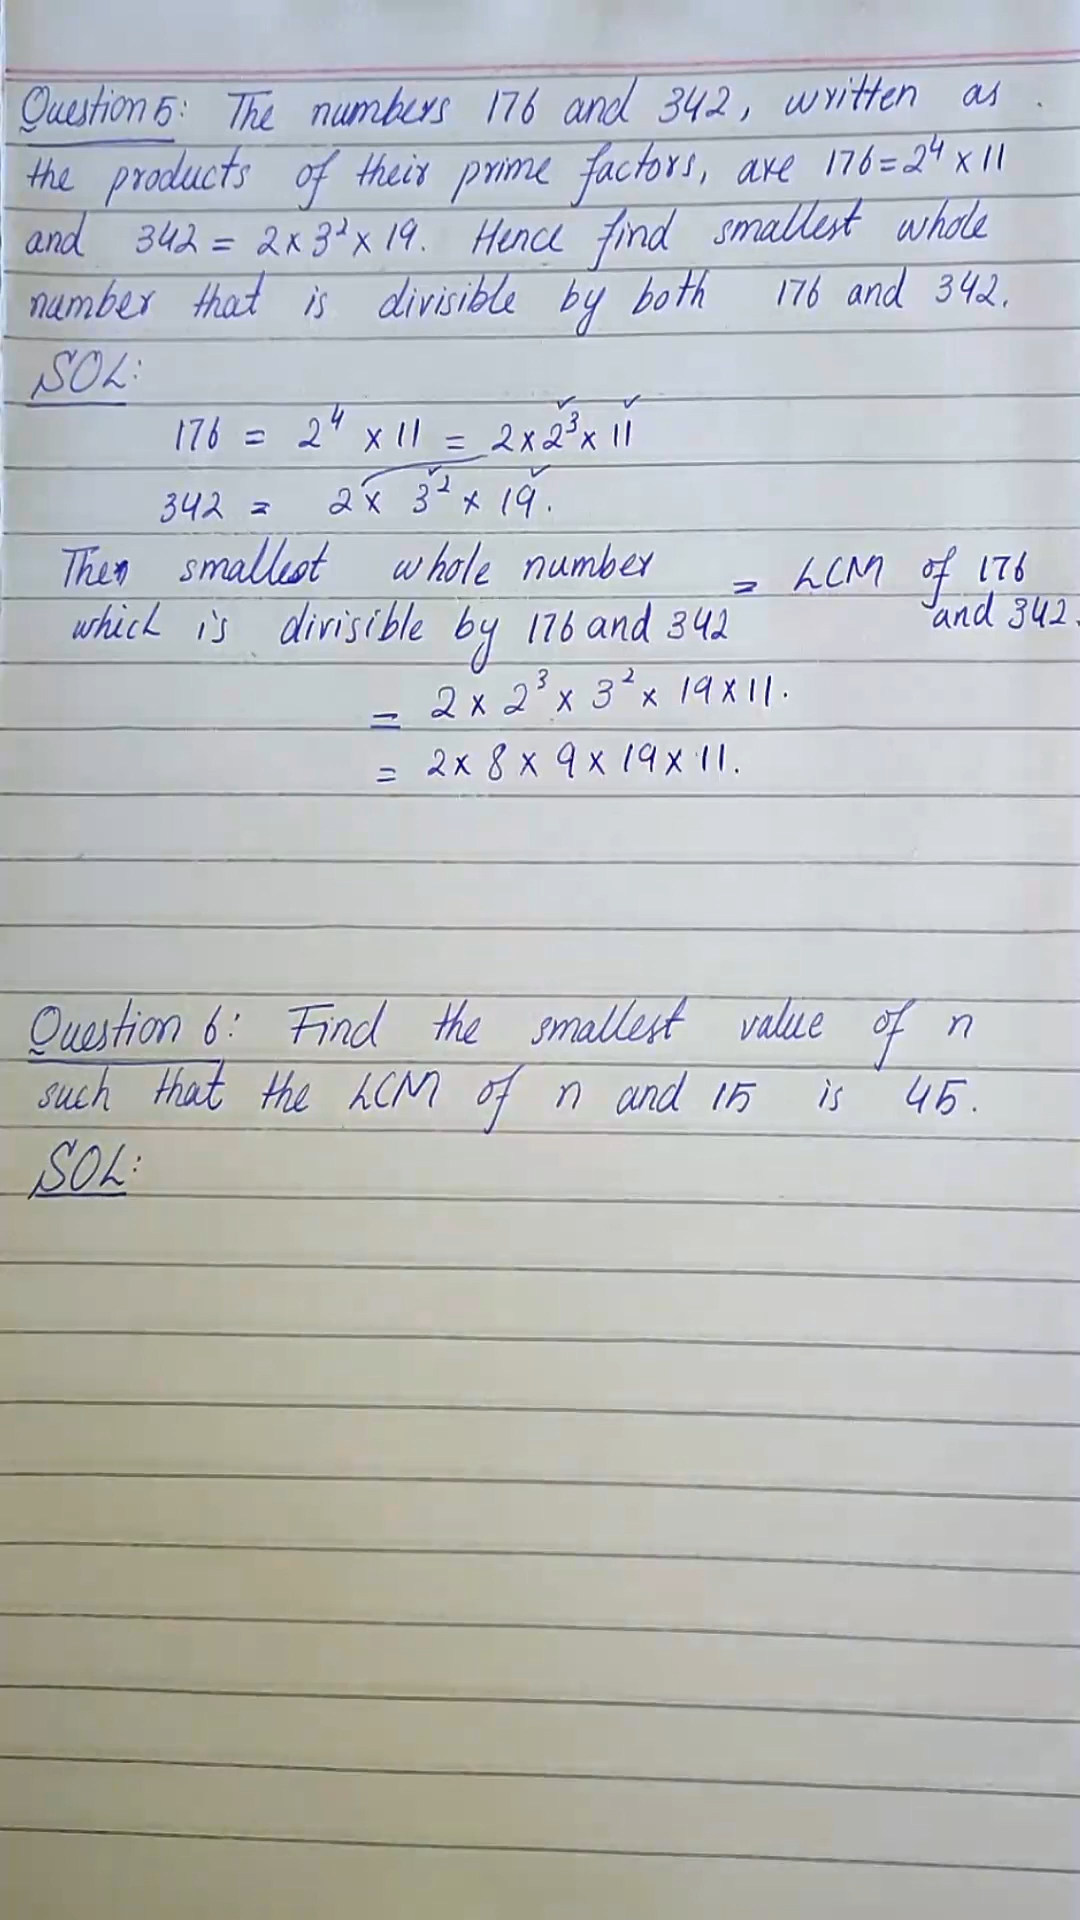 Question 5: The numbers 176 and 342, written as
the products of their prime factors, are 176 = 2⁴ × 11
and 342 = 2 × 3² × 19. Hence find smallest whole
number that is divisible by both 176 and 342.
SOL:
176 = 2⁴ × 11 = 2 × 2³ × 11
342 = 2 × 3² × 19.
Then smallest whole number
which is divisible by 176 and 342 = LCM of 176
and 342.
= 2 × 2³ × 3² × 19 × 11.
= 2 × 8 × 9 × 19 × 11.
Question 6: Find the smallest value of n
such that the LCM of n and 15 is 45.
SOL: